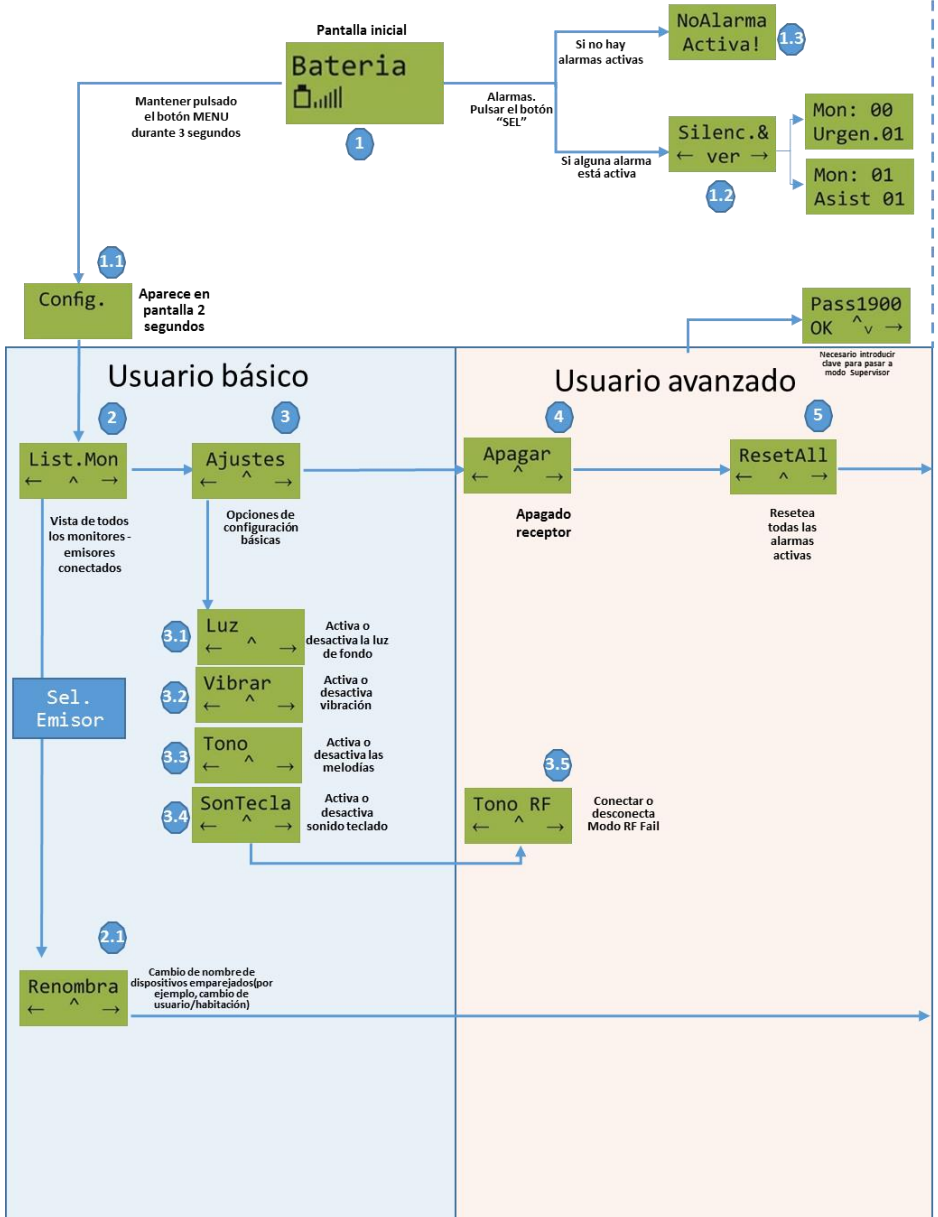 Pantalla inicial
Bateria
1
Mantener pulsado
el botón MENU
durante 3 segundos
Alarmas.
Pulsar el botón
“SEL”
Si no hay
alarmas activas
NoAlarma
Activa!
1.3
Si alguna alarma
está activa
Silenc.&
← ver →
1.2
Mon: 00
Urgen.01
Mon: 01
Asist 01
1.1
Config.
Aparece en
pantalla 2
segundos
Pass1900
OK ^ v →
Necesario introducir
clave para pasar a
modo Supervisor
Usuario básico
2
List.Mon
← ^ →
Vista de todos
los monitores -
emisores
conectados
3
Ajustes
← ^ →
Opciones de
configuración
básicas
3.1
Luz
← ^ →
Activa o
desactiva la luz
de fondo
3.2
Vibrar
← ^ →
Activa o
desactiva
vibración
3.3
Tono
← ^ →
Activa o
desactiva las
melodías
3.4
SonTecla
← ^ →
Activa o
desactiva
sonido teclado
Sel.
Emisor
2.1
Renombra
← ^ →
Cambio de nombre de
dispositivos emparejados(por
ejemplo, cambio de
usuario/habitación)
Usuario avanzado
4
Apagar
← ^ →
Apagado
receptor
5
ResetAll
← ^ →
Resetea
todas las
alarmas
activas
3.5
Tono RF
← ^ →
Conectar o
desconecta
Modo RF Fail